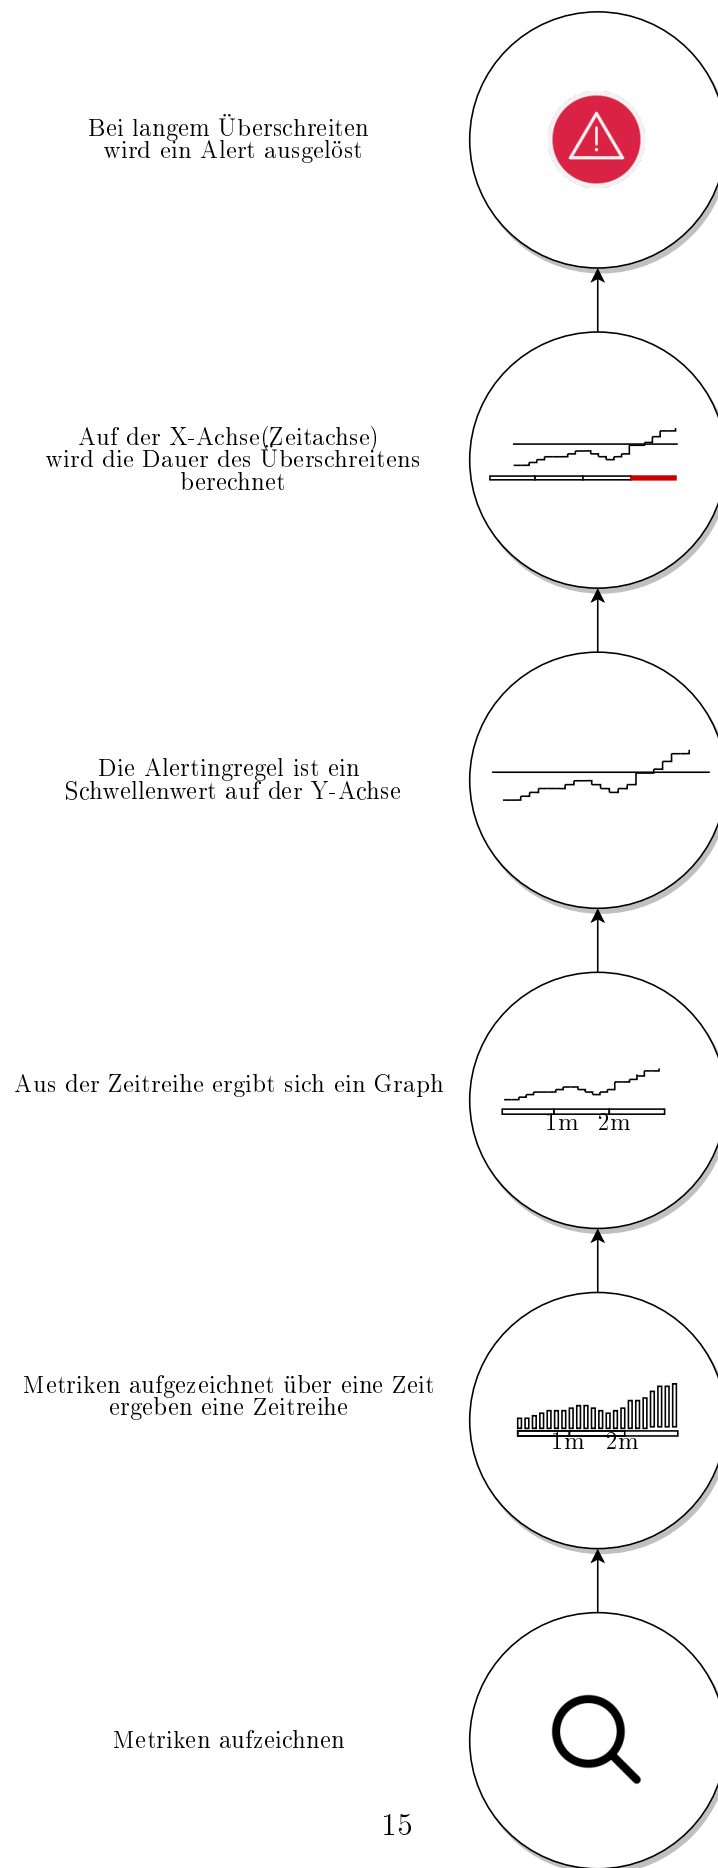 Bei langem Überschreiten
wird ein Alert ausgelöst
Auf der X-Achse(Zeitachse)
wird die Dauer des Überschreitens
berechnet
Die Alertingregel ist ein
Schwellenwert auf der Y-Achse
Aus der Zeitreihe ergibt sich ein Graph
1m 2m
Metriken aufgezeichnet über eine Zeit
ergeben eine Zeitreihe
1m 2m
Metriken aufzeichnen
15